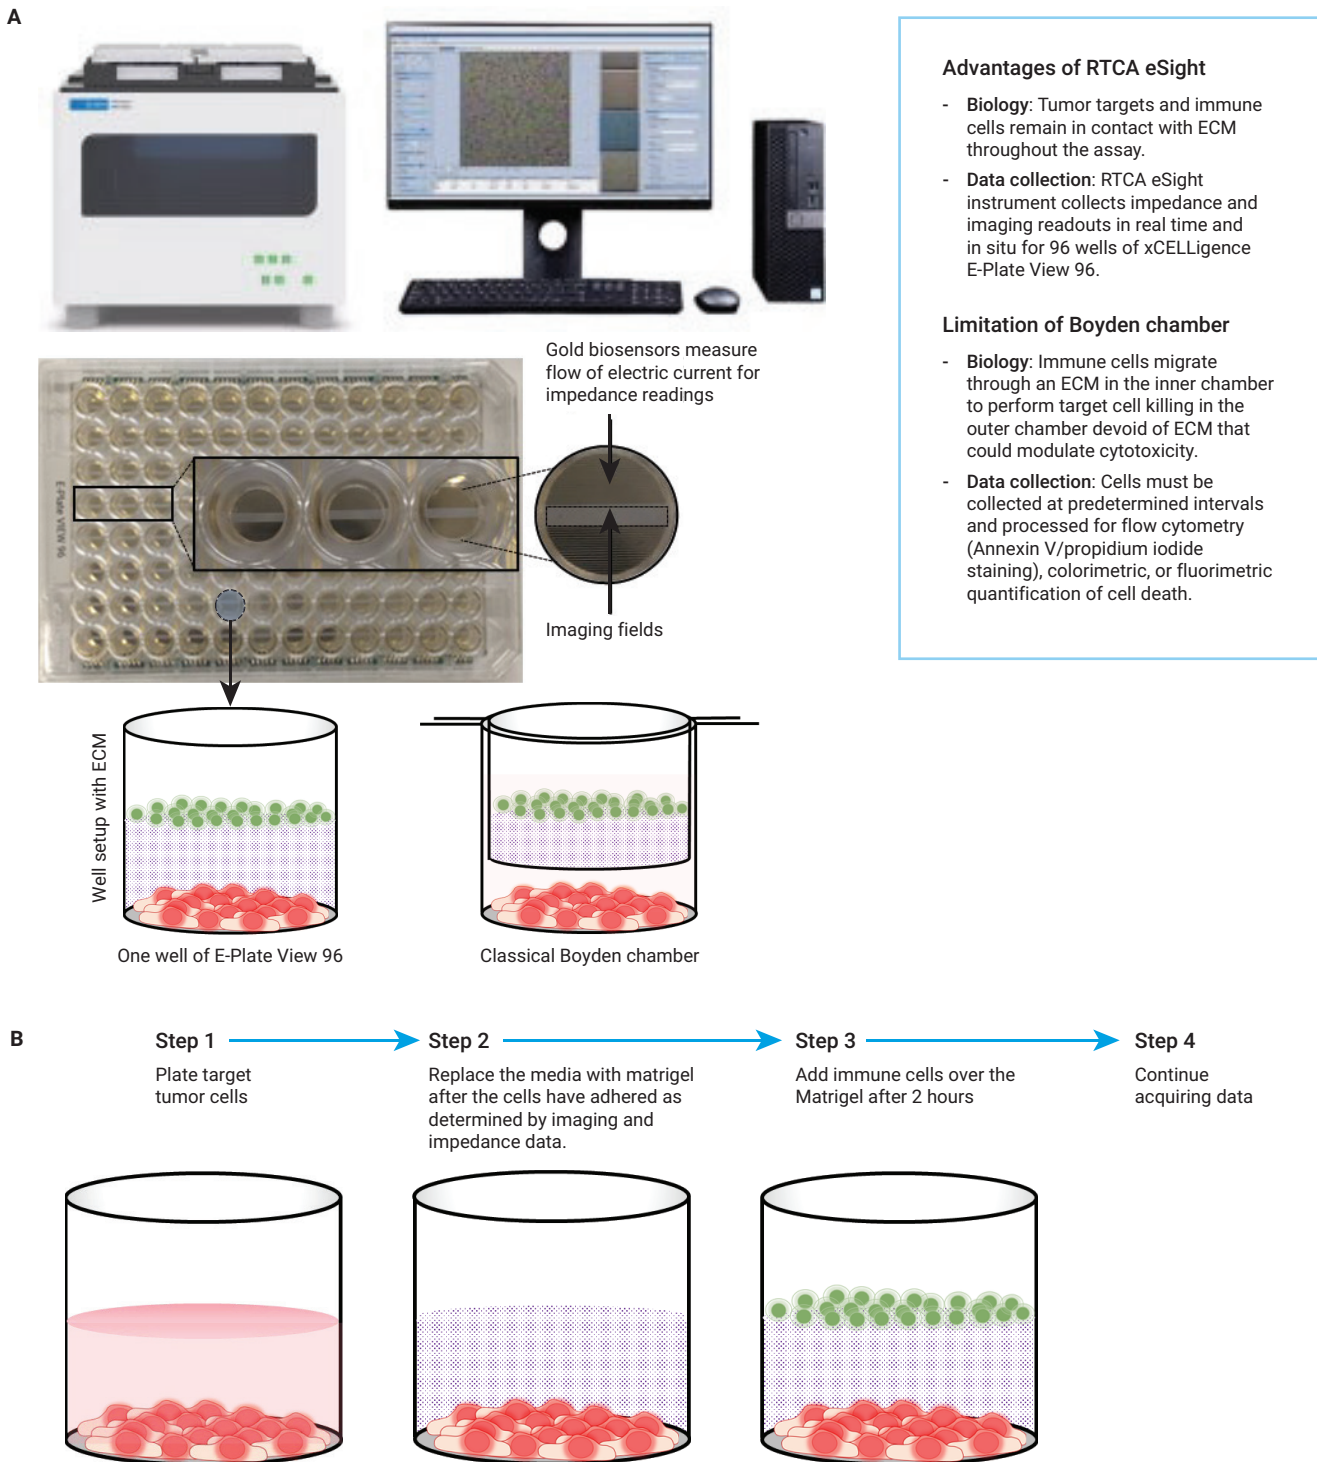 A
Advantages of RTCA eSight
- Biology: Tumor targets and immune
cells remain in contact with ECM
throughout the assay.
- Data collection: RTCA eSight
instrument collects impedance and
imaging readouts in real time and
in situ for 96 wells of xCELLigence
E-Plate View 96.
Limitation of Boyden chamber
- Biology: Immune cells migrate
through an ECM in the inner chamber
to perform target cell killing in the
outer chamber devoid of ECM that
could modulate cytotoxicity.
- Data collection: Cells must be
collected at predetermined intervals
and processed for flow cytometry
(Annexin V/propidium iodide
staining), colorimetric, or fluorimetric
quantification of cell death.
Gold biosensors measure
flow of electric current for
impedance readings
E-Plate VIEW 96
Imaging fields
Well setup with ECM
One well of E-Plate View 96
Classical Boyden chamber
B
Step 1
Plate target
tumor cells
Step 2
Replace the media with matrigel
after the cells have adhered as
determined by imaging and
impedance data.
Step 3
Add immune cells over the
Matrigel after 2 hours
Step 4
Continue
acquiring data